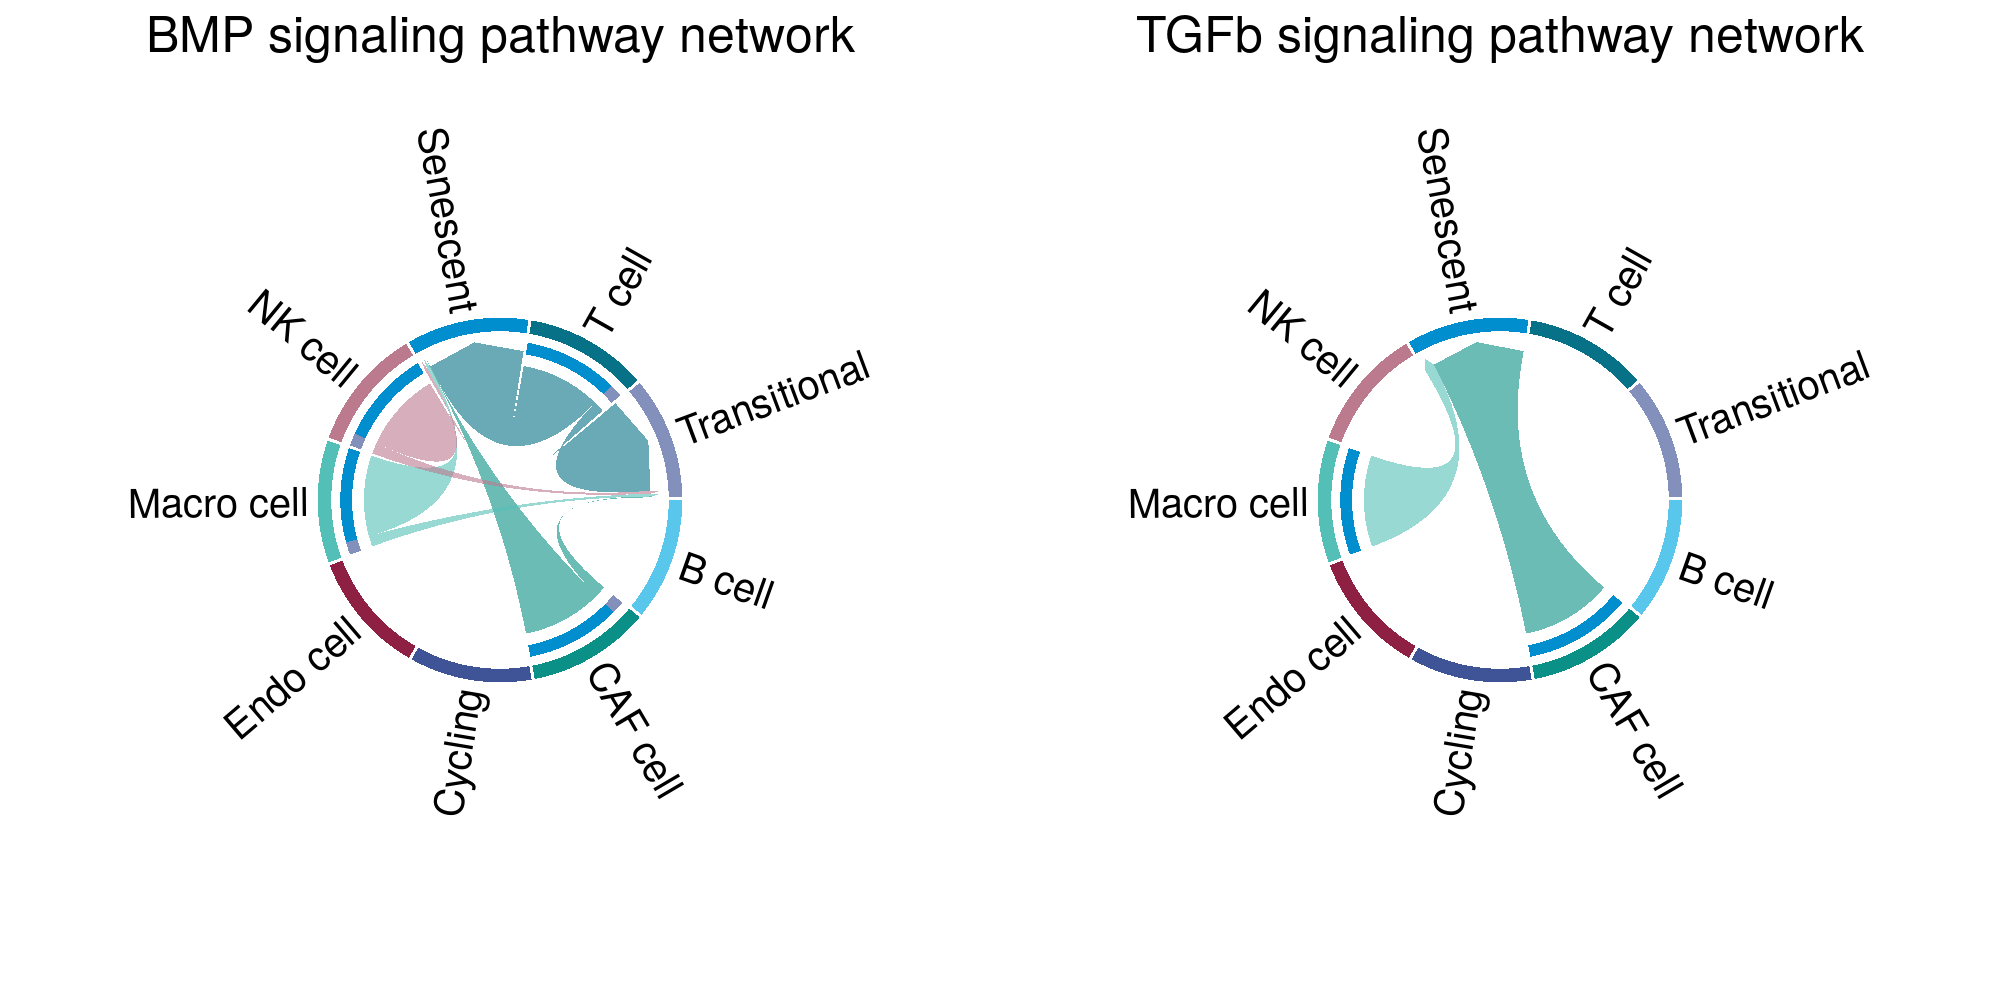 BMP signaling pathway network
Senescent
T cell
NK cell
Transitional
Macro cell
B cell
Endo cell
CAF cell
Cycling
TGFb signaling pathway network
Senescent
T cell
NK cell
Transitional
Macro cell
B cell
Endo cell
CAF cell
Cycling